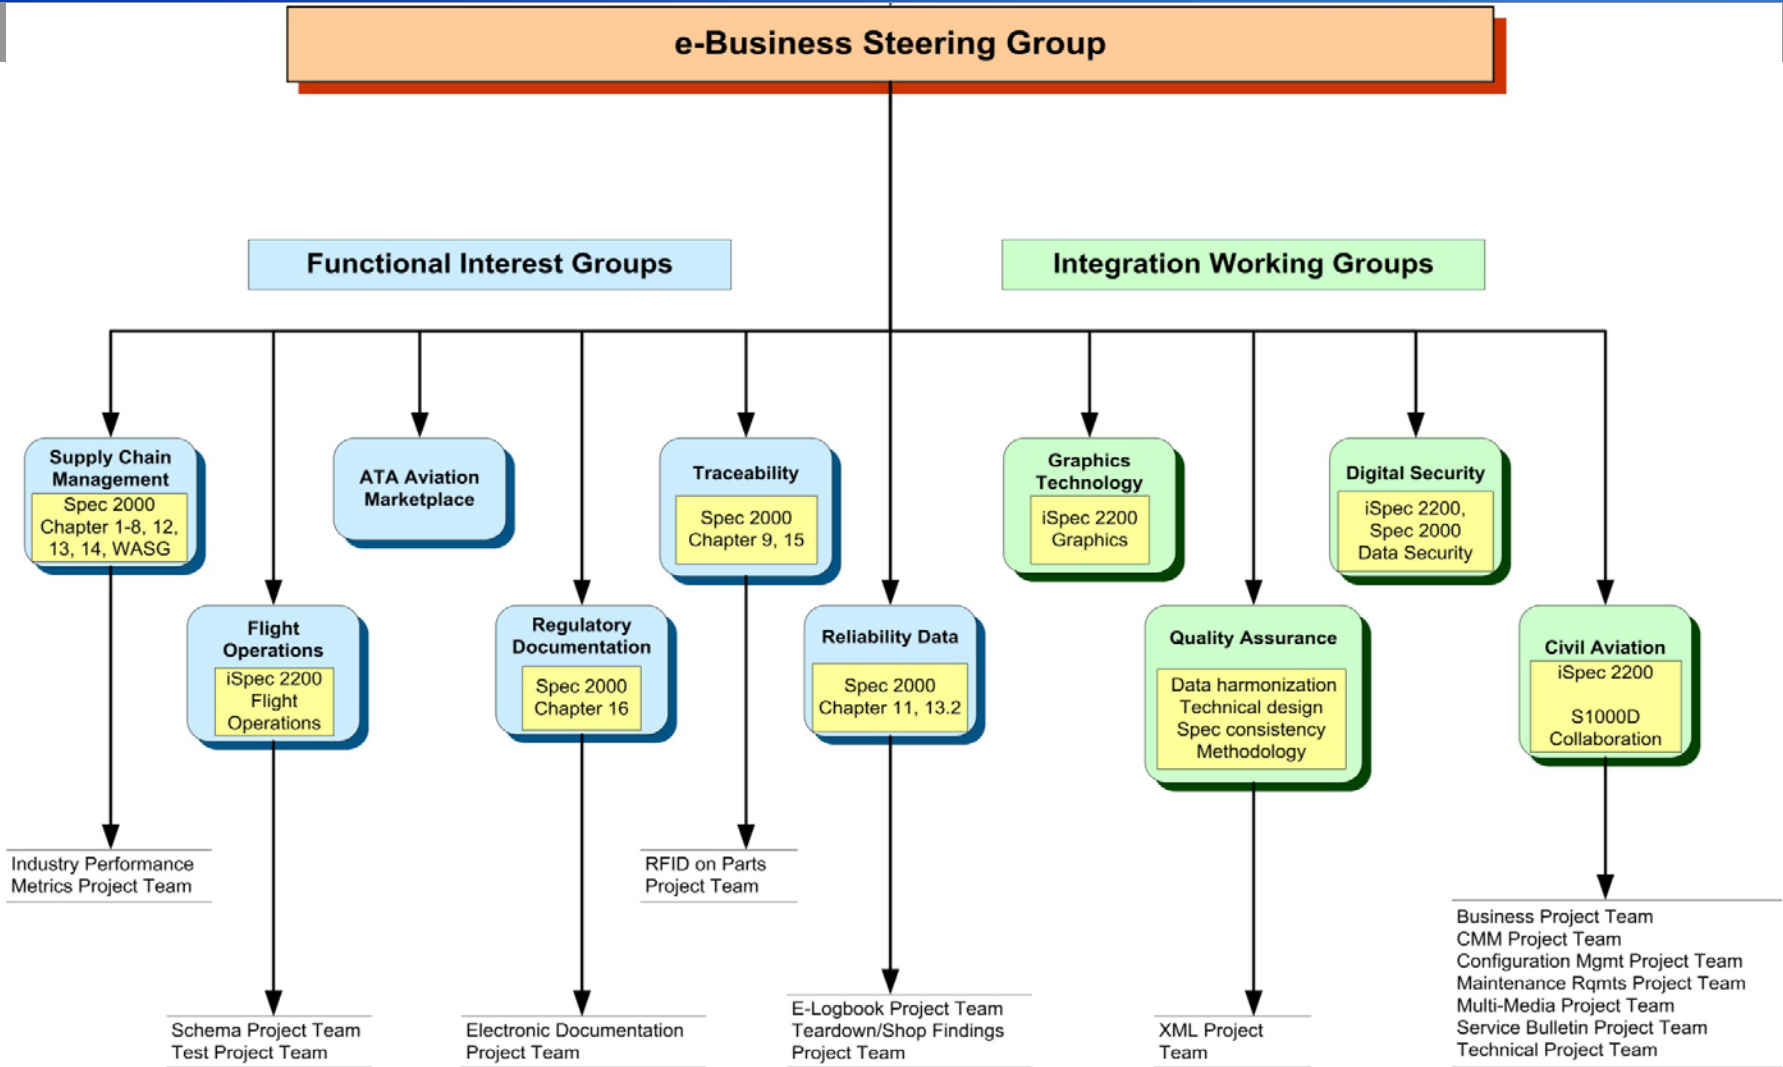 e-Business Steering Group
Functional Interest Groups
Integration Working Groups
Supply Chain
Management
Spec 2000
Chapter 1-8, 12,
13, 14, WASG
ATA Aviation
Marketplace
Traceability
Spec 2000
Chapter 9, 15
Graphics
Technology
iSpec 2200
Graphics
Digital Security
iSpec 2200,
Spec 2000
Data Security
Flight
Operations
iSpec 2200
Flight
Operations
Regulatory
Documentation
Spec 2000
Chapter 16
Reliability Data
Spec 2000
Chapter 11, 13.2
Quality Assurance
Data harmonization
Technical design
Spec consistency
Methodology
Civil Aviation
iSpec 2200
S1000D
Collaboration
Industry Performance
Metrics Project Team
RFID on Parts
Project Team
Schema Project Team
Test Project Team
Electronic Documentation
Project Team
E-Logbook Project Team
Teardown/Shop Findings
Project Team
XML Project
Team
Business Project Team
CMM Project Team
Configuration Mgmt Project Team
Maintenance Rqmts Project Team
Multi-Media Project Team
Service Bulletin Project Team
Technical Project Team